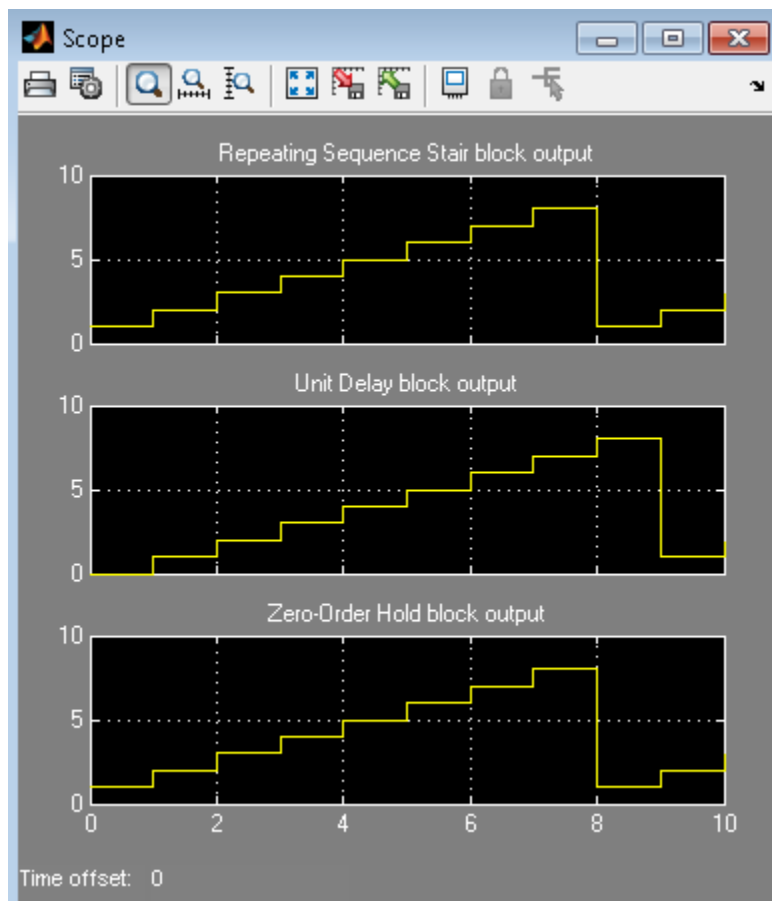 Scope
Repeating Sequence Stair block output
10
5
0
Unit Delay block output
10
5
0
Zero-Order Hold block output
10
5
0
0 2 4 6 8 10
Time offset: 0